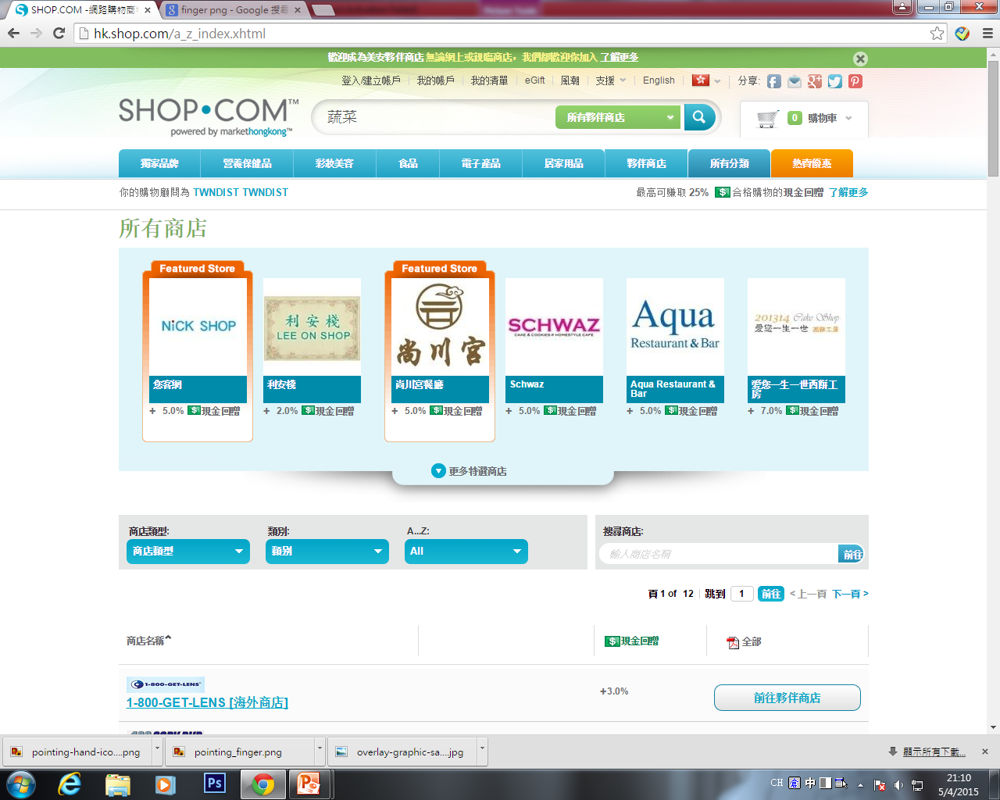 SHOP.COM -網路購物商
finger png - Google 搜尋
hk.shop.com/a_z_index.xhtml
歡迎成為美安夥伴商店 無論網上或親臨商店，我們都歡迎你加入 了解更多
登入/建立帳戶 我的帳戶 我的清單 eGift 風潮 支援 English 分享:
SHOP•COM™
powered by markethongkong™
蔬菜
所有夥伴商店
0 購物車
獨家品牌 營養保健品 彩妝美容 食品 電子產品 居家用品 夥伴商店 所有分類 熱賣優惠
你的購物顧問為 TWNDIST TWNDIST
最高可賺取 25% $ 合格購物的現金回贈 了解更多
所有商店
Featured Store
Featured Store
NICK SHOP
利安棧
LEE ON SHOP
尚川宮
SCHWAZ
CAKE & COOKIES & HOMESTYLE CAFE
Aqua
Restaurant & Bar
201314 Cake Shop
愛您一生一世 西餅工房
您客網
利安棧
尚川宮餐廳
Schwaz
Aqua Restaurant &
Bar
愛您一生一世西餅工
房
+ 5.0% $現金回贈
+ 2.0% $現金回贈
+ 5.0% $現金回贈
+ 5.0% $現金回贈
+ 5.0% $現金回贈
+ 7.0% $現金回贈
更多特選商店
商店類型: 類別: A...Z:
商店類型 類別 All
搜尋商店:
輸入商店名稱 前往
頁 1 of 12 跳到 1 前往 < 上一頁 下一頁 >
商店名稱 $現金回贈 全部
1-800-GET-LENS
1-800-GET-LENS [海外商店]
+3.0%
前往夥伴商店
pointing-hand-ico....png
pointing_finger.png
overlay-graphic-sa....jpg
顯示所有下載...
Ps
CH 倉 中
21:10
5/4/2015